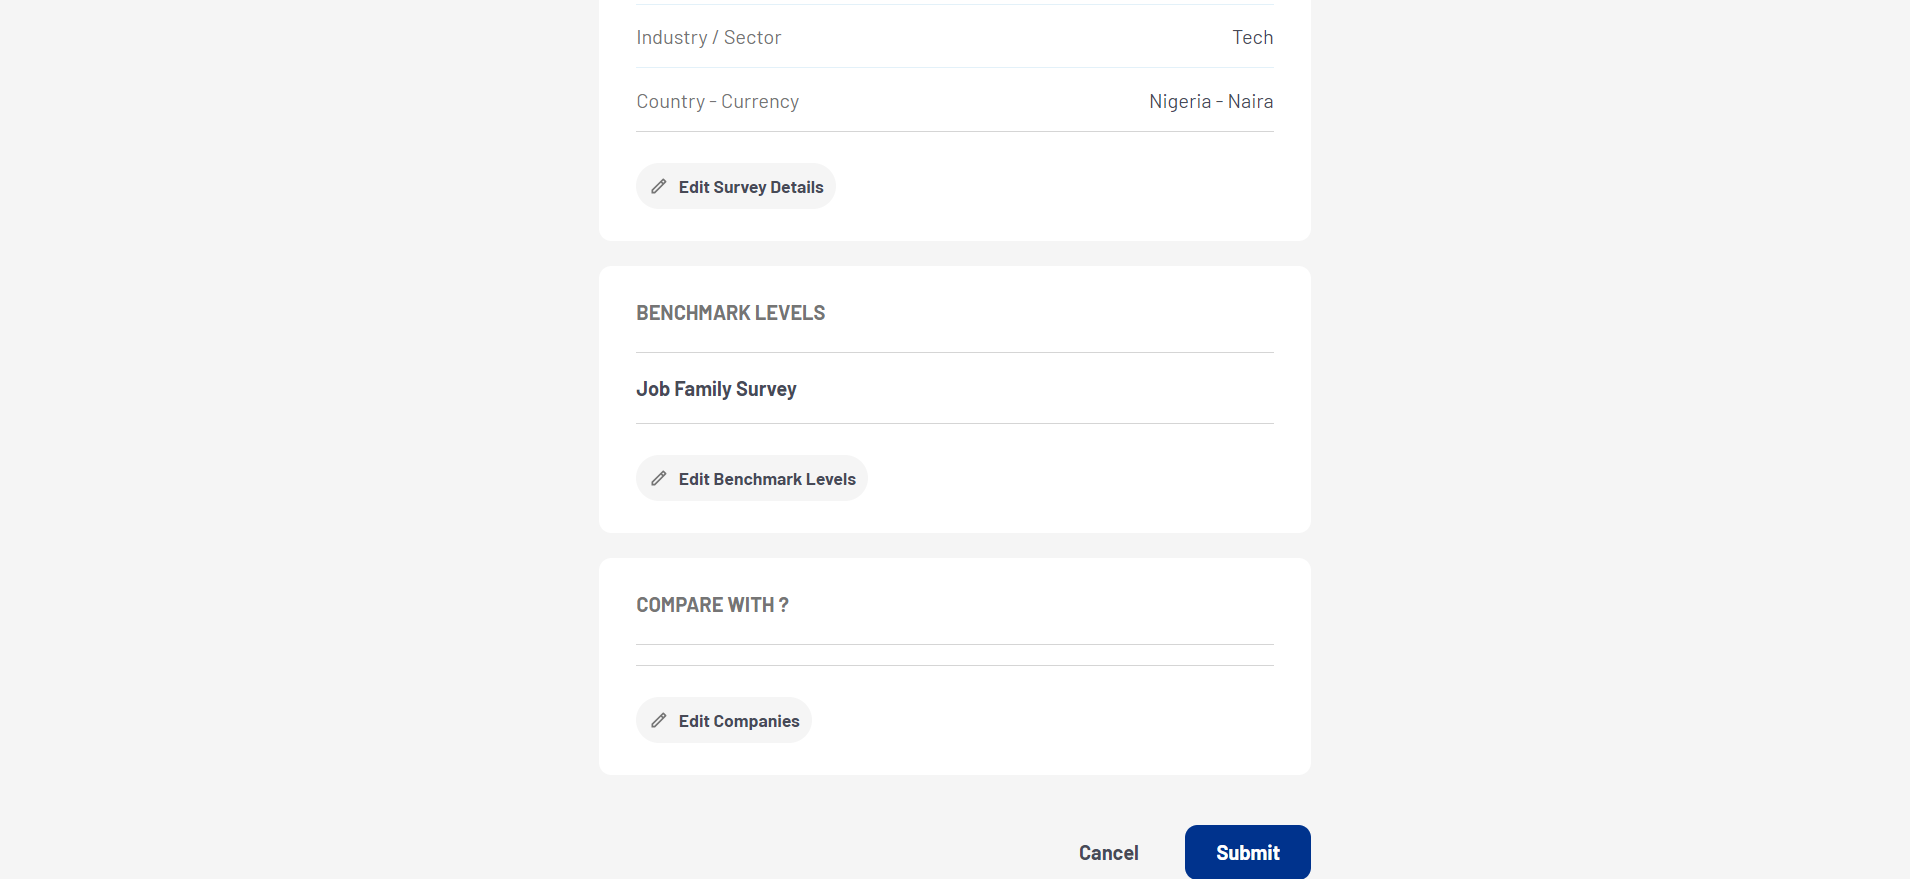 Industry / Sector Tech
Country - Currency Nigeria - Naira
Edit Survey Details
BENCHMARK LEVELS
Job Family Survey
Edit Benchmark Levels
COMPARE WITH ?
Edit Companies
Cancel Submit